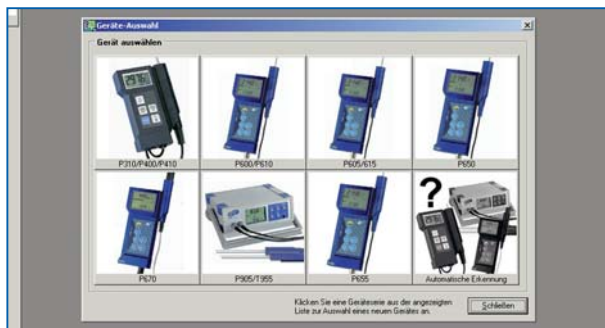 Geräte-Auswahl
Gerät auswählen
P310/P400/P410
P600/P610
P605/615
P650
P670
P905/T955
P655
?
Automatische Erkennung
Klicken Sie eine Geräteserie aus der angezeigten
Liste zur Auswahl eines neuen Gerätes an.
Schließen